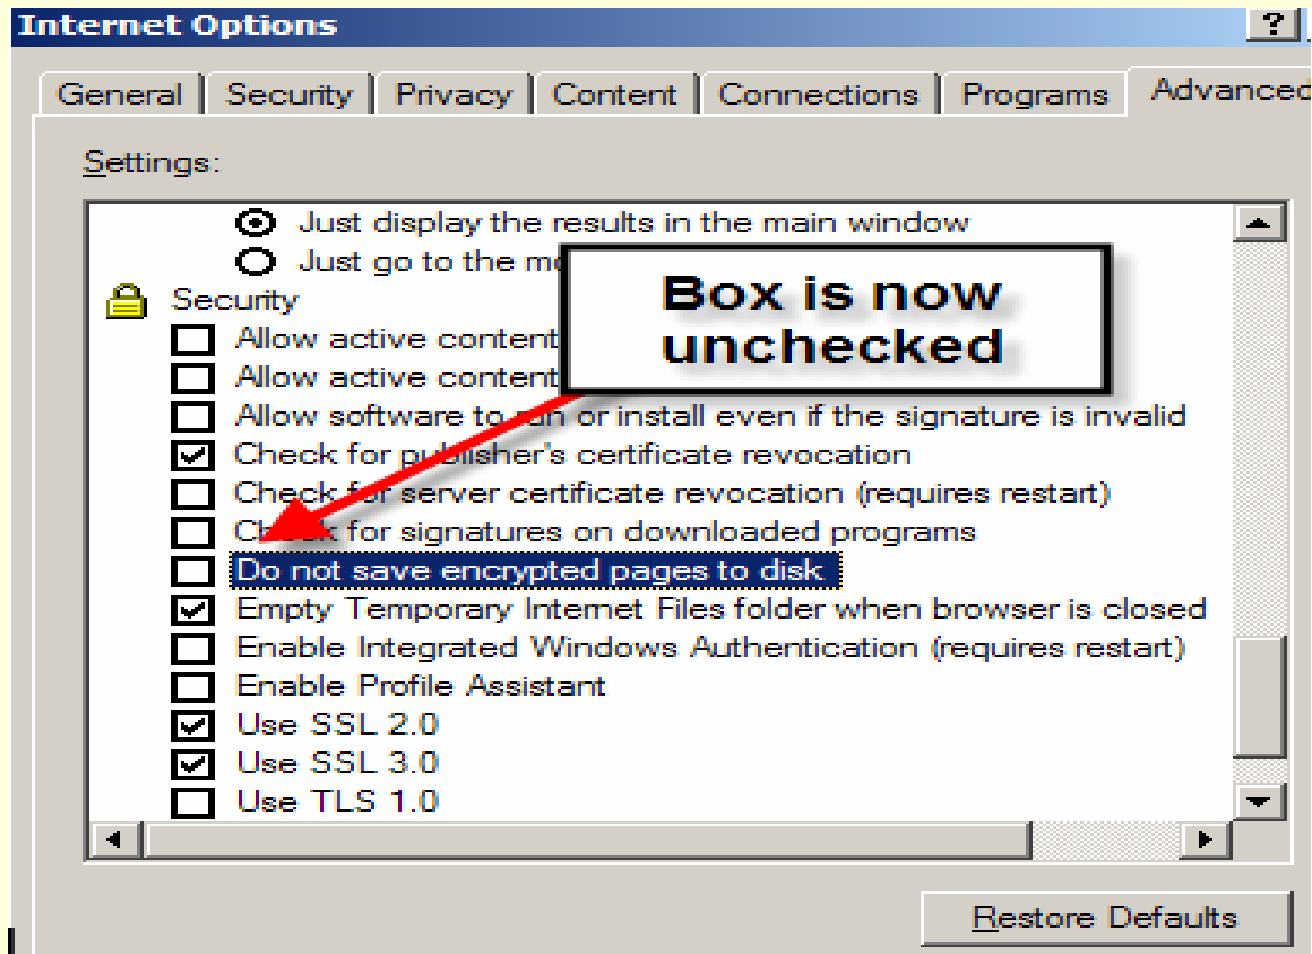 Internet Options
?
General Security Privacy Content Connections Programs Advanced
Settings:
Just display the results in the main window
Just go to the
Security
Allow active content
Allow active content
Allow software to run or install even if the signature is invalid
Check for publisher's certificate revocation
Check for server certificate revocation (requires restart)
Check for signatures on downloaded programs
Do not save encrypted pages to disk
Empty Temporary Internet Files folder when browser is closed
Enable Integrated Windows Authentication (requires restart)
Enable Profile Assistant
Use SSL 2.0
Use SSL 3.0
Use TLS 1.0
Box is now
unchecked
Restore Defaults